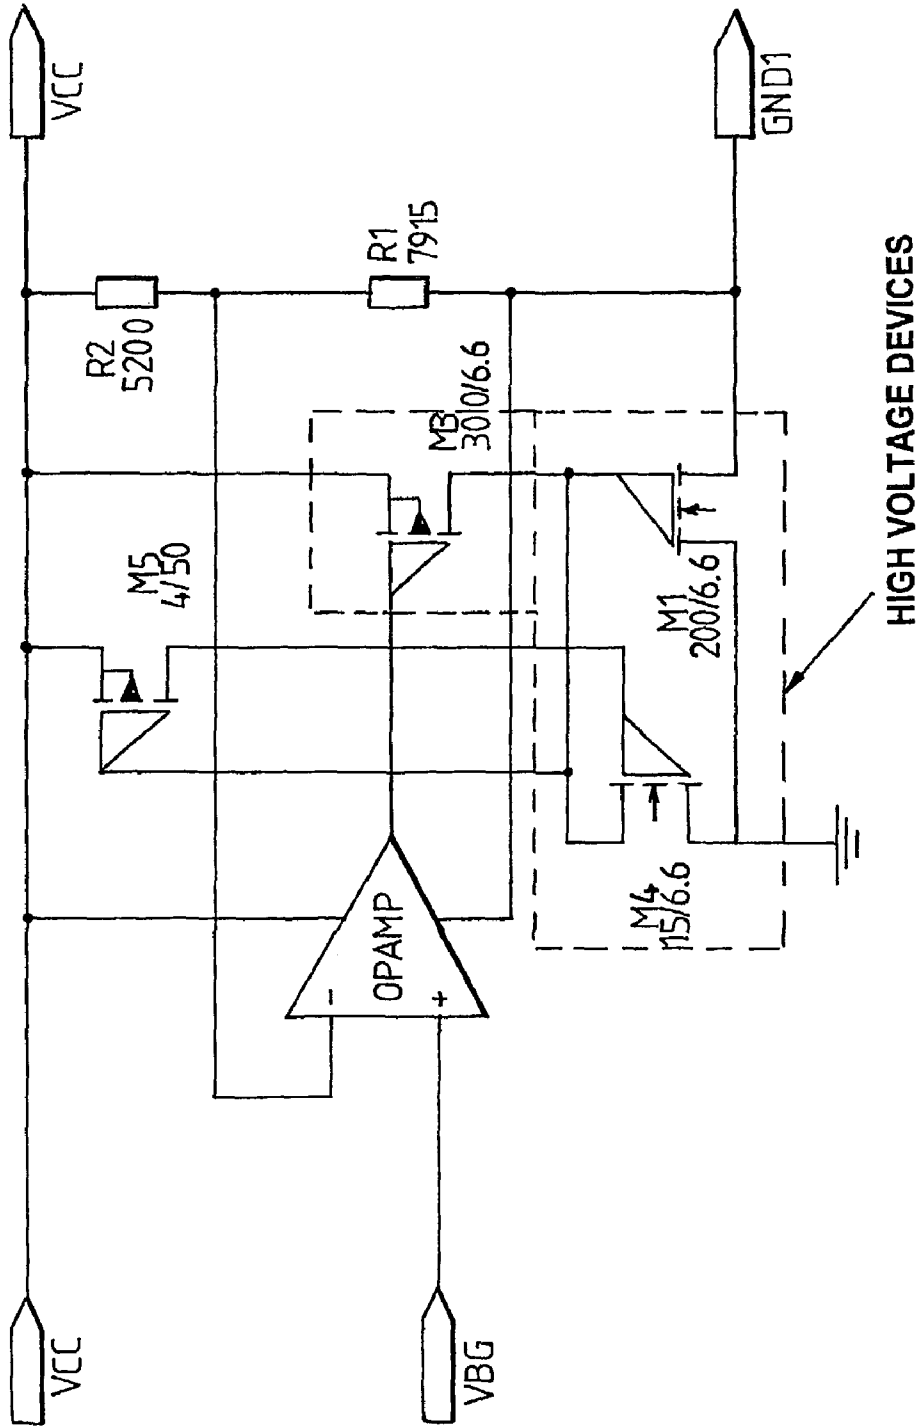 VCC
VCC
R2
5200
M5
4/50
-
OPAMP
R1
7915
+
M3
300/6.6
VBG
M4
15/6.6
M1
200/6.6
GND1
HIGH VOLTAGE DEVICES